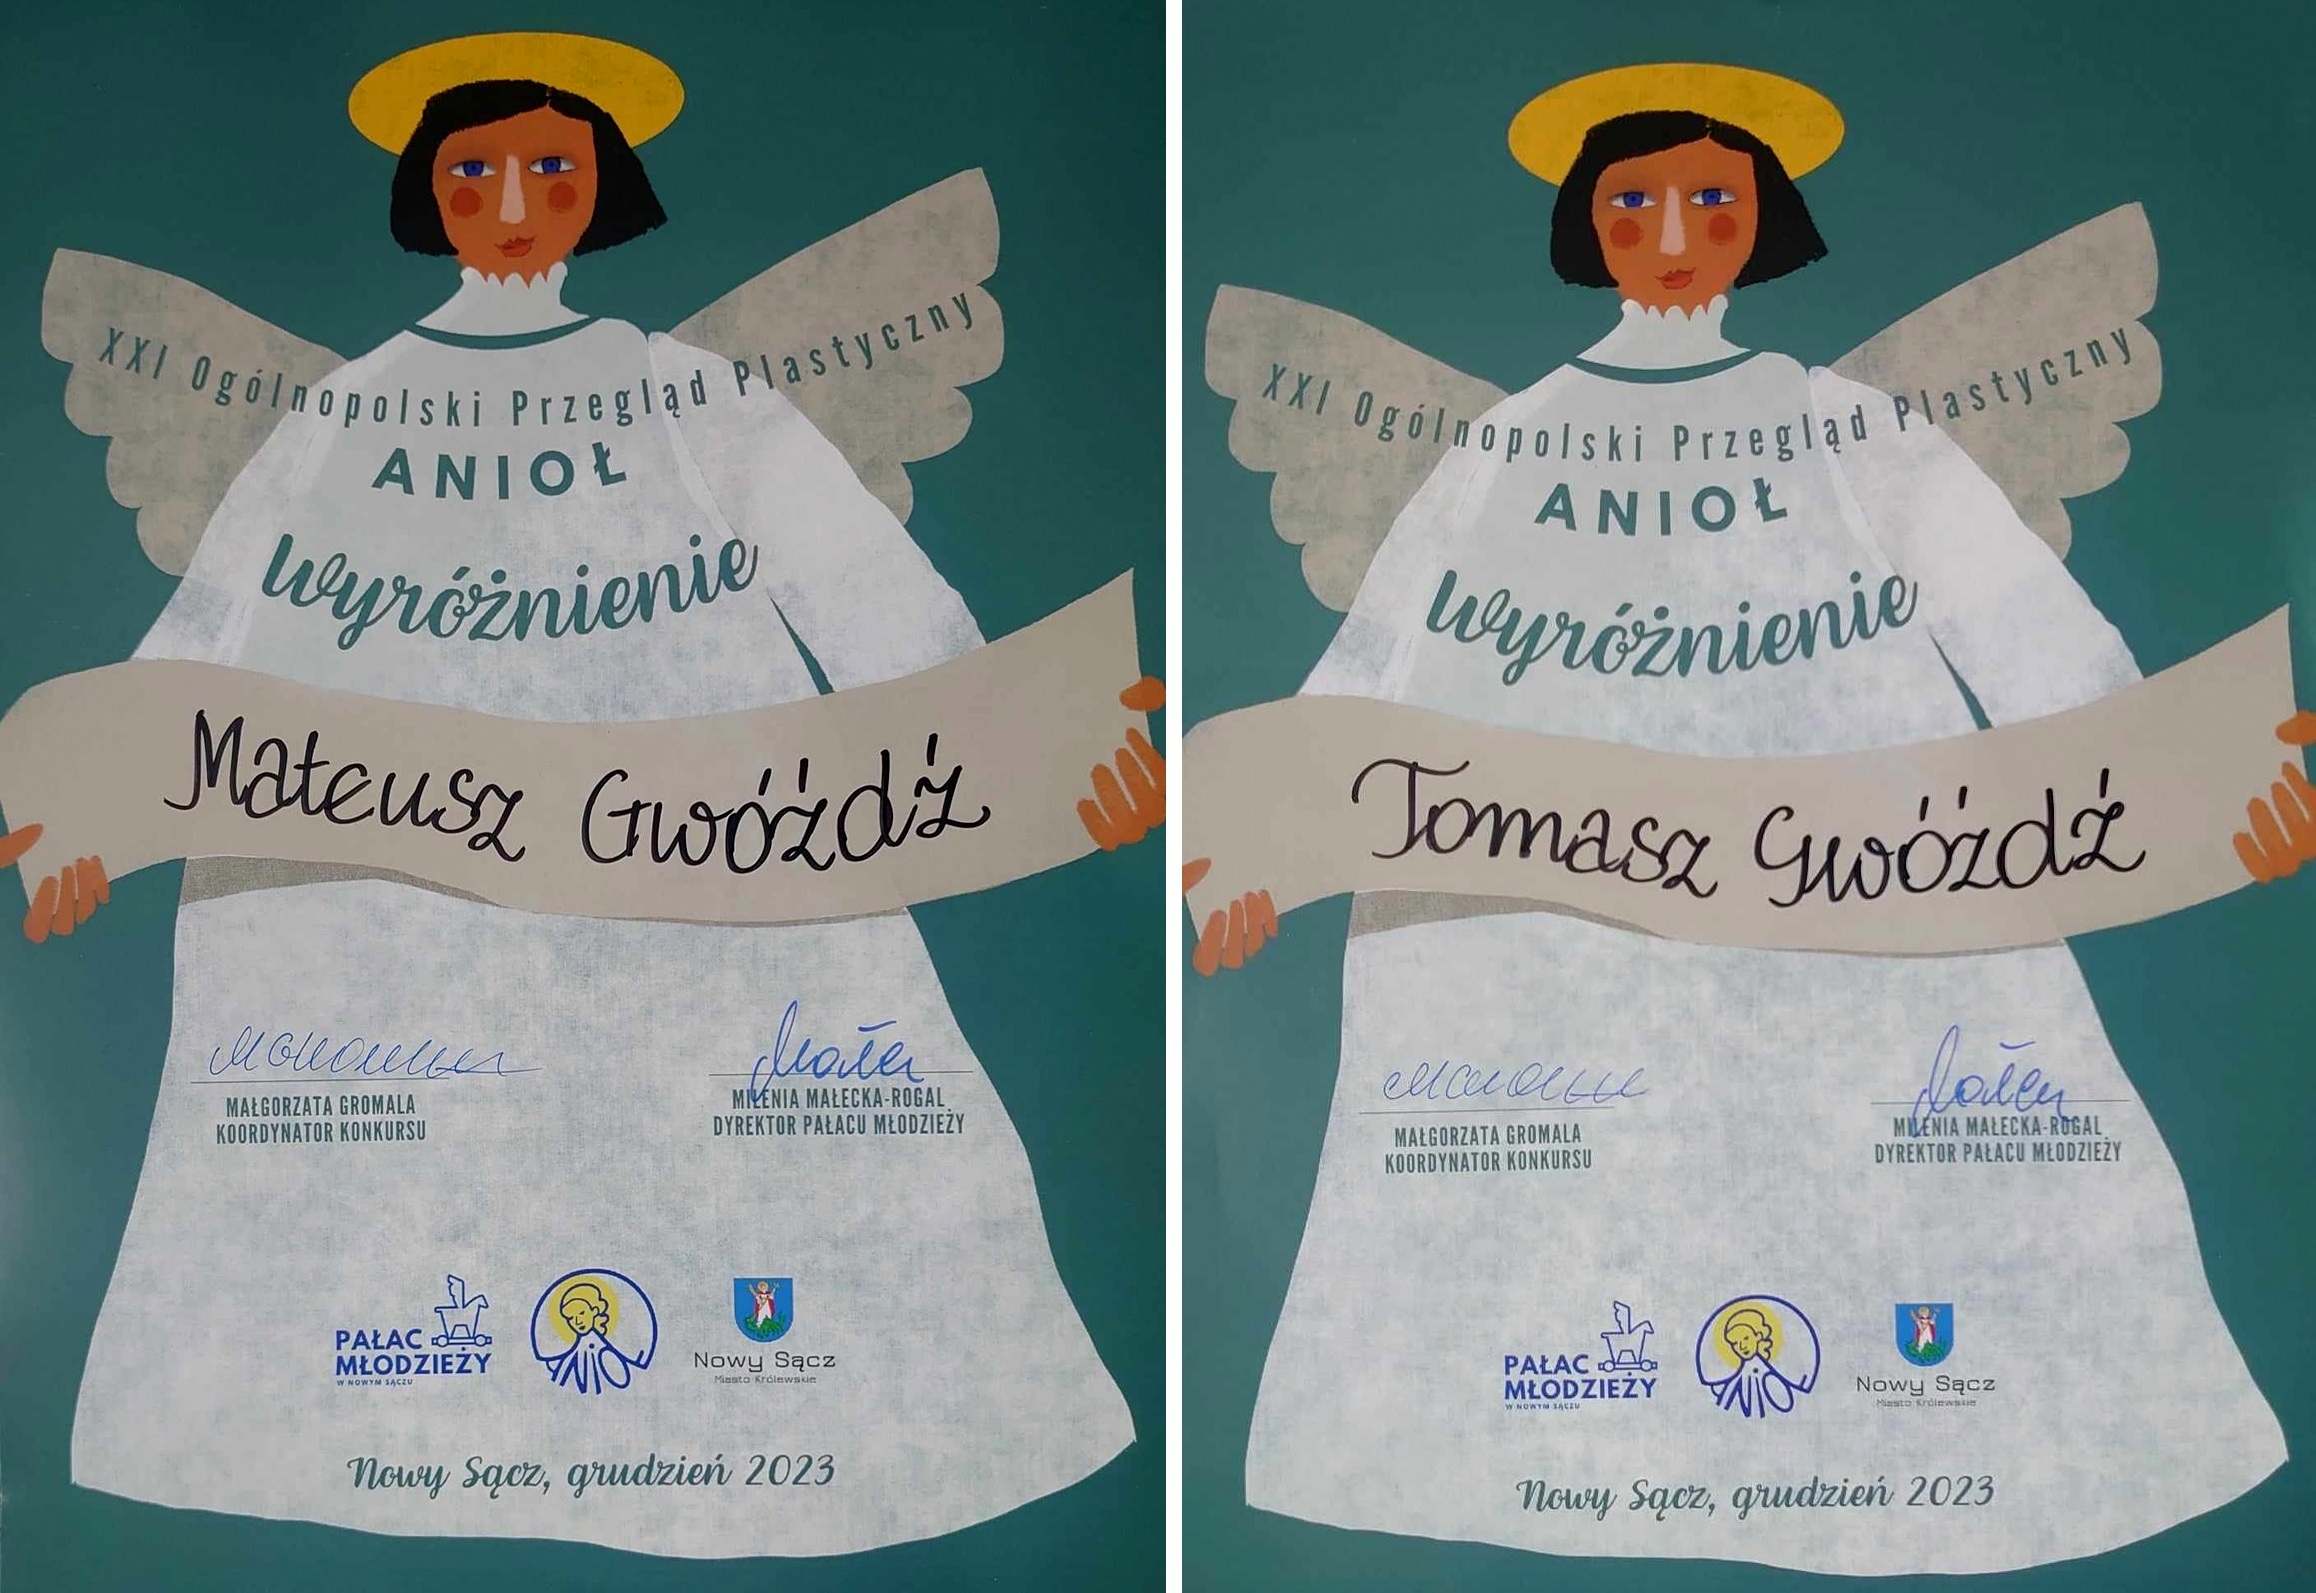 XXI Ogólnopolski Przegląd Plastyczny
ANIOŁ
Wyróżnienie
Mateusz Gwóźdź
MAŁGORZATA GROMALA
KOORDYNATOR KONKURSU
MILENIA MAŁECKA-ROGAL
DYREKTOR PAŁACU MŁODZIEŻY
PAŁAC
MŁODZIEŻY
W NOWYM SĄCZU
ANIOŁ
Nowy Sącz
Miasto Królewskie
Nowy Sącz, grudzień 2023
XXI Ogólnopolski Przegląd Plastyczny
ANIOŁ
Wyróżnienie
Tomasz Gwóźdź
MAŁGORZATA GROMALA
KOORDYNATOR KONKURSU
MILENIA MAŁECKA-ROGAL
DYREKTOR PAŁACU MŁODZIEŻY
PAŁAC
MŁODZIEŻY
W NOWYM SĄCZU
ANIOŁ
Nowy Sącz
Miasto Królewskie
Nowy Sącz, grudzień 2023